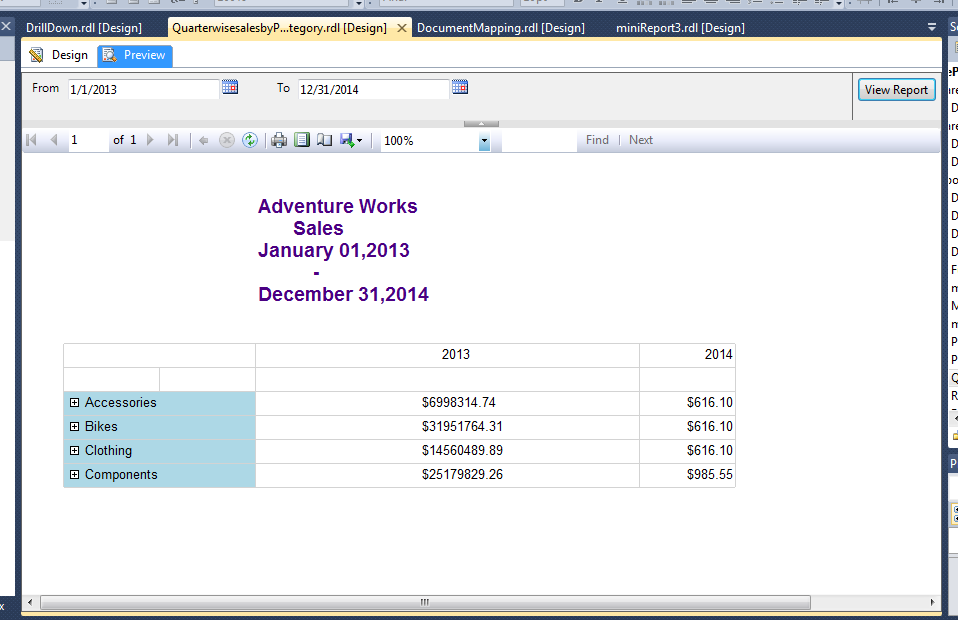 DrillDown.rdl [Design] QuarterwisesalesbyP...tegory.rdl [Design] DocumentMapping.rdl [Design] miniReport3.rdl [Design]
Design Preview
From 1/1/2013 To 12/31/2014 View Report
1 of 1 100% Find | Next
Adventure Works
Sales
January 01,2013
-
December 31,2014
2013 2014
Accessories $6998314.74 $616.10
Bikes $31951764.31 $616.10
Clothing $14560489.89 $616.10
Components $25179829.26 $985.55